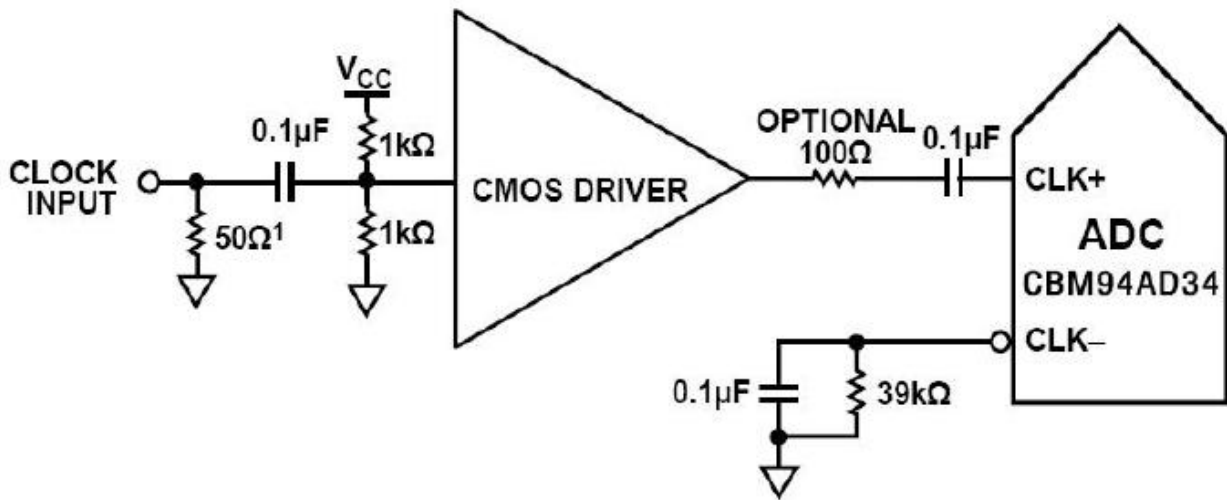 V_CC
0.1µF
1kΩ
CLOCK
INPUT
50Ω¹
1kΩ
CMOS DRIVER
OPTIONAL
100Ω
0.1µF
CLK+
ADC
CBM94AD34
CLK–
0.1µF
39kΩ